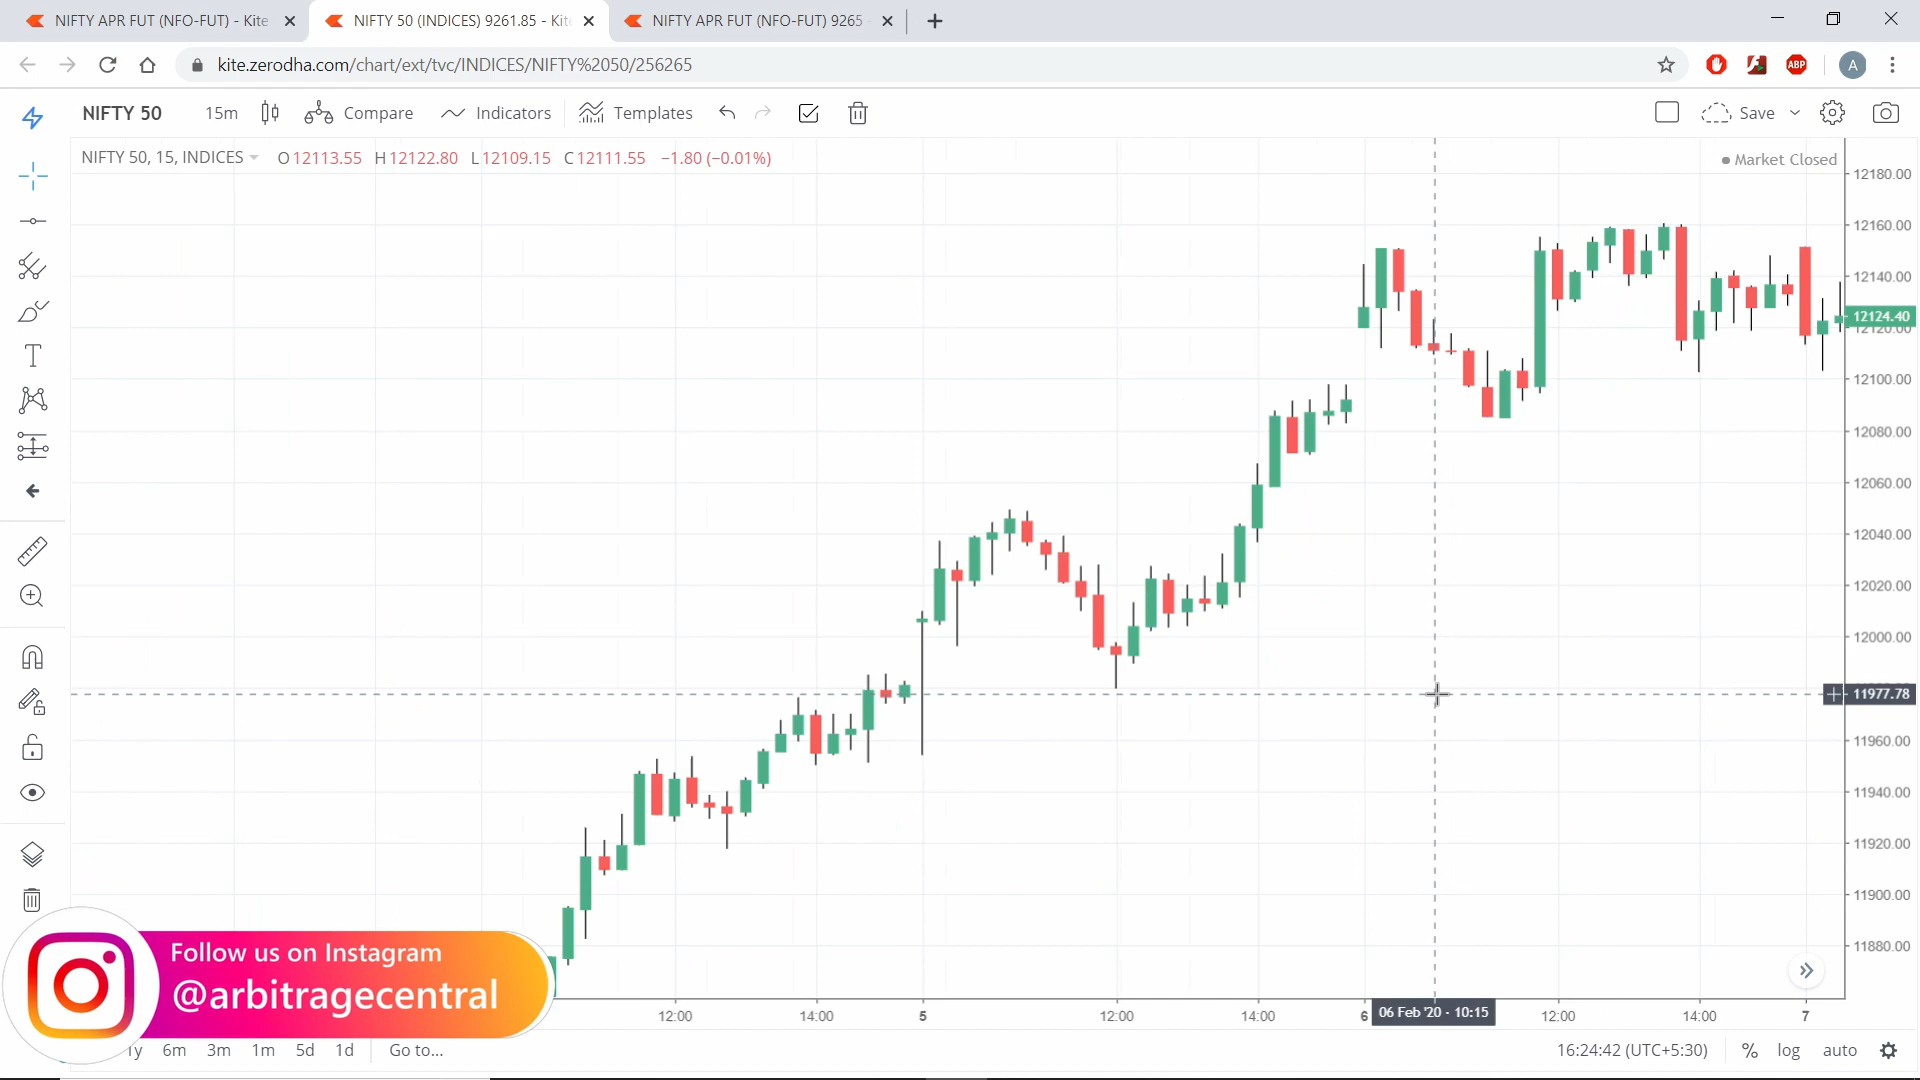 NIFTY APR FUT (NFO-FUT) - Kite
NIFTY 50 (INDICES) 9261.85 - Kit
NIFTY APR FUT (NFO-FUT) 9265
kite.zerodha.com/chart/ext/tvc/INDICES/NIFTY%2050/256265
ABP
A
NIFTY 50
15m
Compare
Indicators
Templates
Save
NIFTY 50, 15, INDICES
O12113.55 H12122.80 L12109.15 C12111.55 −1.80 (−0.01%)
Market Closed
12180.00
12160.00
12140.00
12124.40
12120.00
12100.00
12080.00
12060.00
12040.00
12020.00
12000.00
11977.78
11960.00
11940.00
11920.00
11900.00
11880.00
T
Follow us on Instagram
@arbitragecentral
12:00 14:00 5 12:00 14:00 6 06 Feb '20 - 10:15 12:00 14:00 7
1y 6m 3m 1m 5d 1d Go to...
16:24:42 (UTC+5:30) % log auto